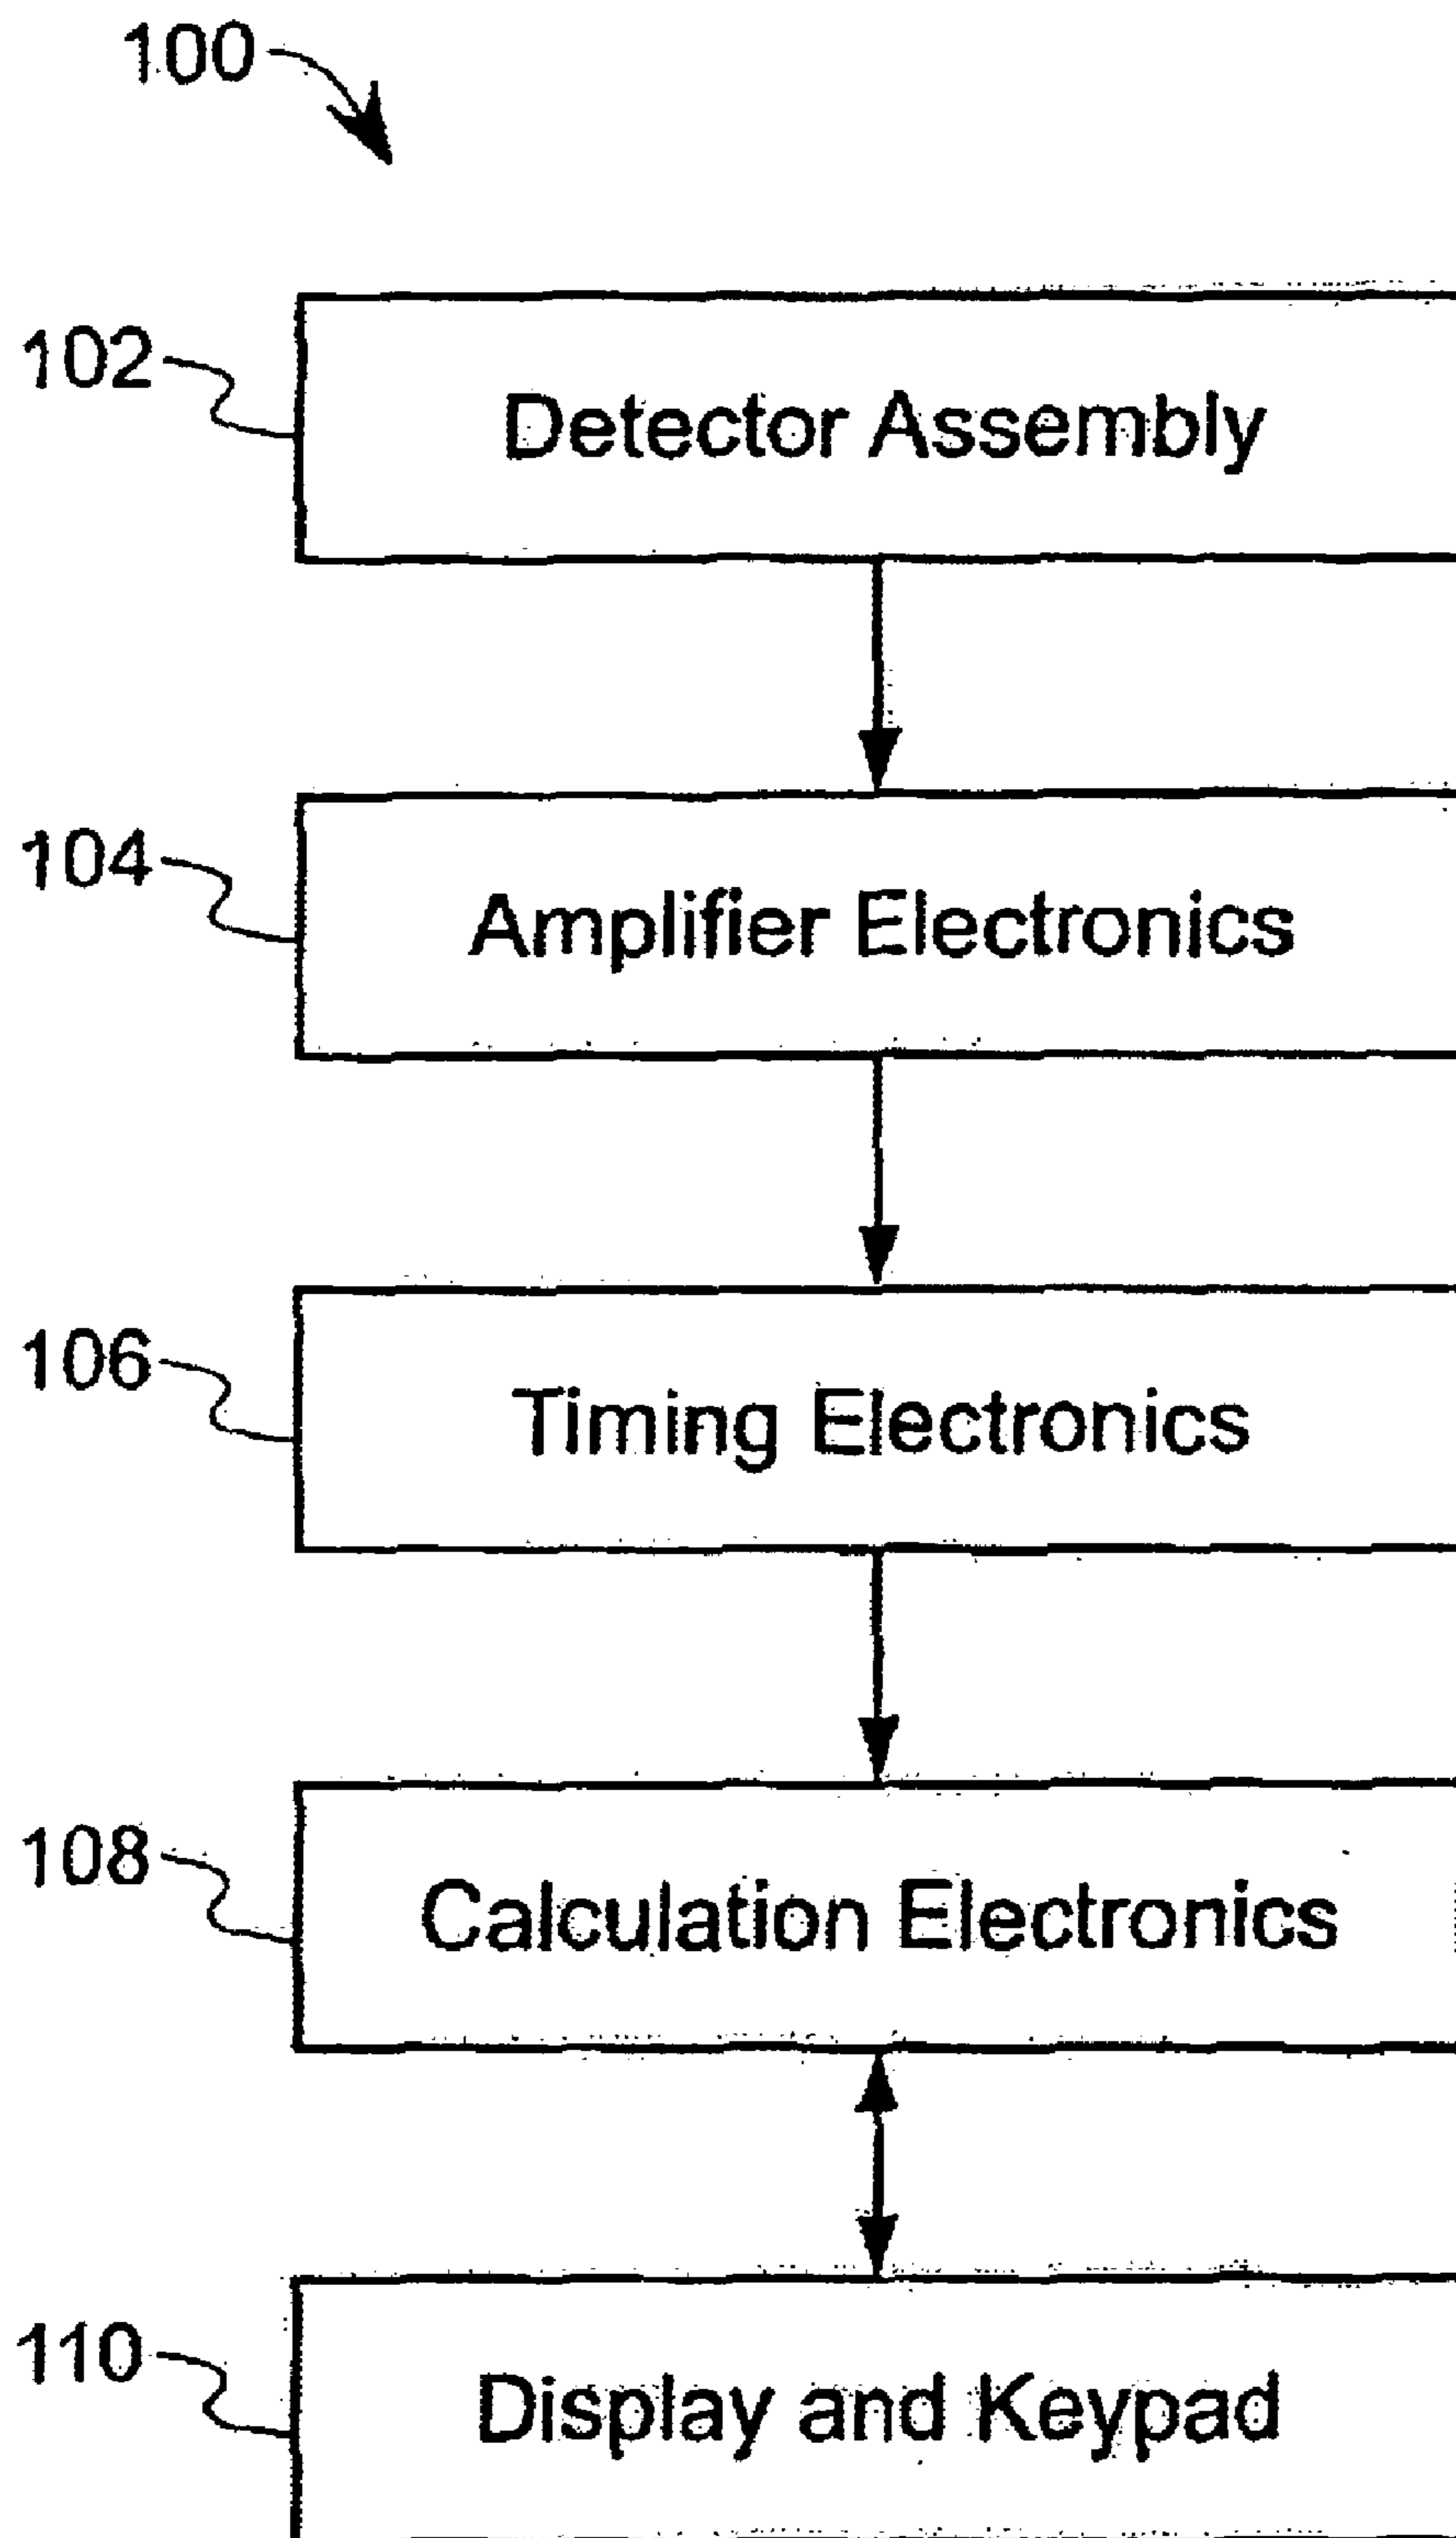 100
102
Detector Assembly
104
Amplifier Electronics
106
Timing Electronics
108
Calculation Electronics
110
Display and Keypad